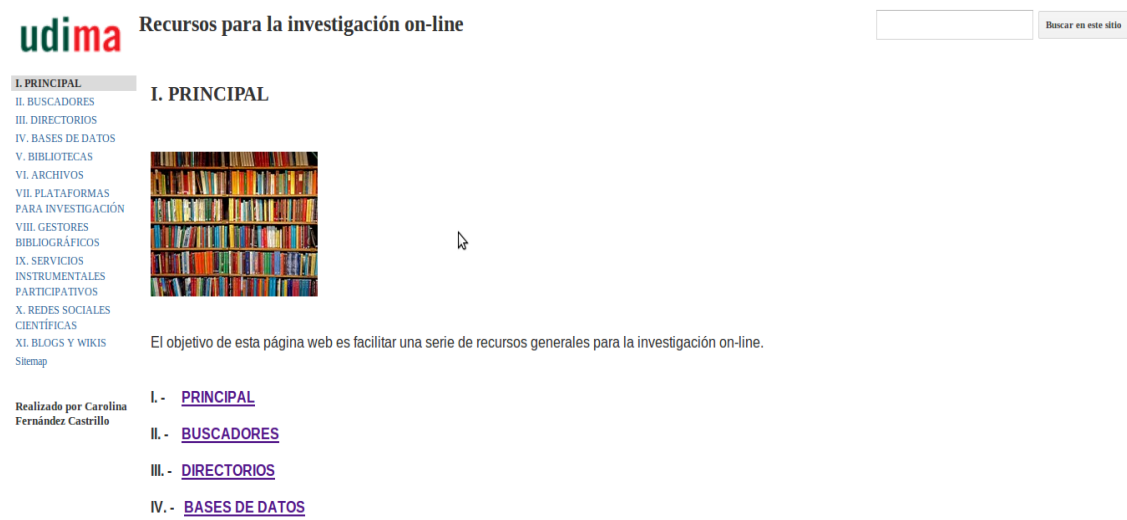 udima
Recursos para la investigación on-line
Buscar en este sitio
I. PRINCIPAL
II. BUSCADORES
III. DIRECTORIOS
IV. BASES DE DATOS
V. BIBLIOTECAS
VI. ARCHIVOS
VII. PLATAFORMAS
PARA INVESTIGACIÓN
VIII. GESTORES
BIBLIOGRÁFICOS
IX. SERVICIOS
INSTRUMENTALES
PARTICIPATIVOS
X. REDES SOCIALES
CIENTÍFICAS
XI. BLOGS Y WIKIS
Sitemap
Realizado por Carolina
Fernández Castrillo
I. PRINCIPAL
El objetivo de esta página web es facilitar una serie de recursos generales para la investigación on-line.
I. - PRINCIPAL
II. - BUSCADORES
III. - DIRECTORIOS
IV. - BASES DE DATOS